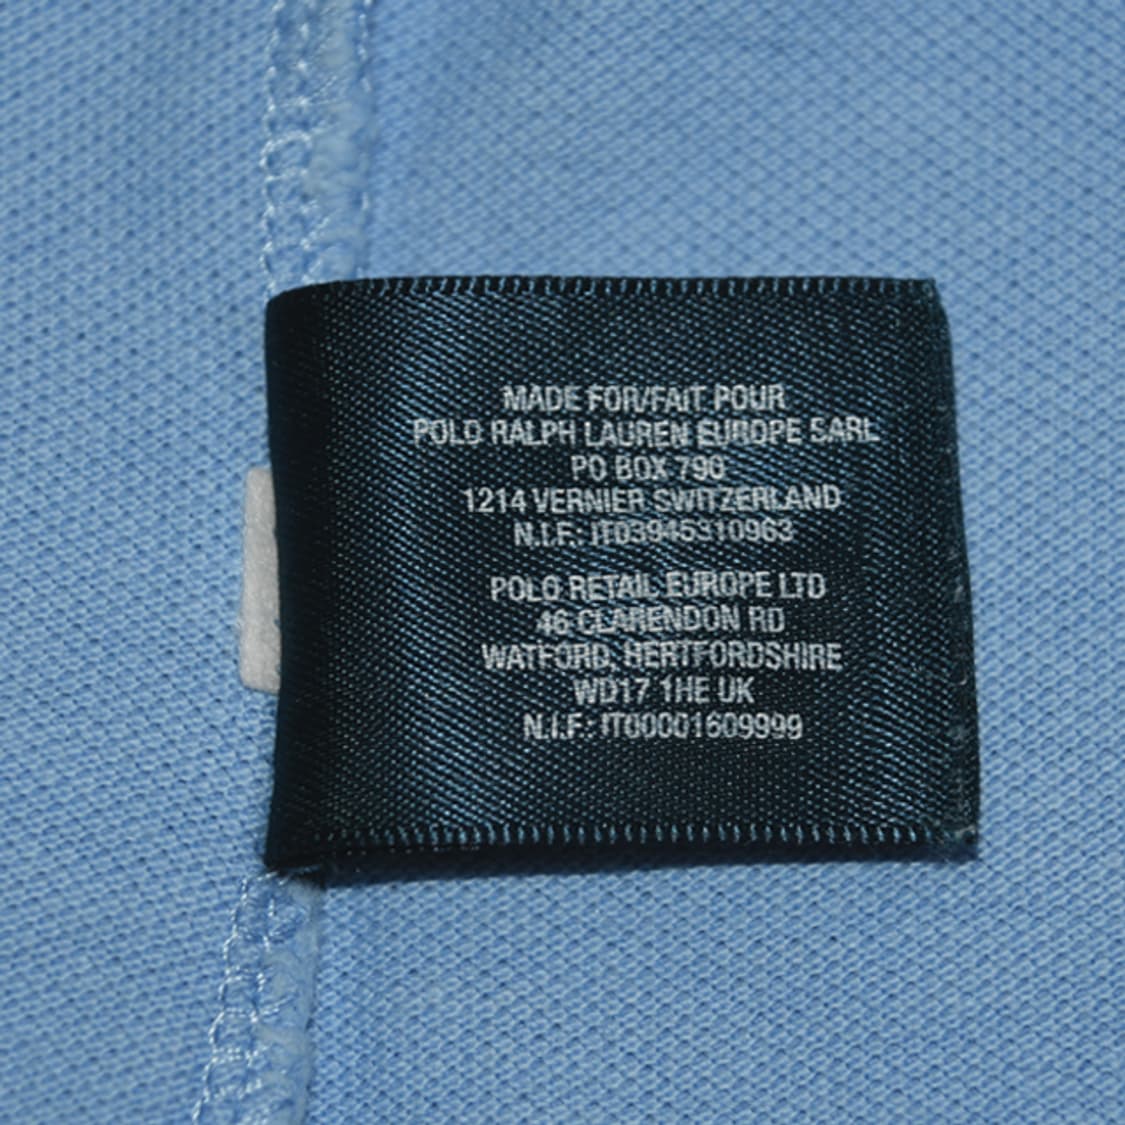 MADE FOR/FAIT POUR
POLO RALPH LAUREN EUROPE SARL
PO BOX 790
1214 VERNIER SWITZERLAND
N.I.F.: IT03945310963
POLO RETAIL EUROPE LTD
46 CLARENDON RD
WATFORD, HERTFORDSHIRE
WD17 1HE UK
N.I.F.: IT00001609999